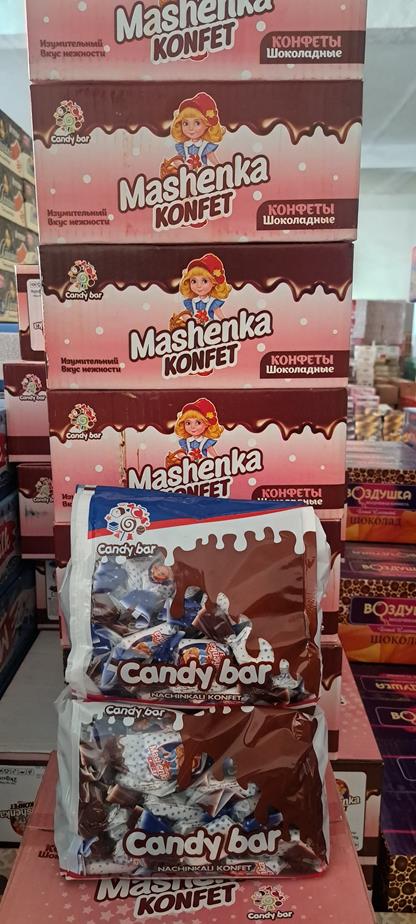 Mashenka
KONFET
Изумительный
Вкус нежности
КОНФЕТЫ
Шоколадные
Candy bar
Mashenka
KONFET
Изумительный
Вкус нежности
КОНФЕТЫ
Шоколадные
Candy bar
Mashenka
KONFET
Изумительный
Вкус нежности
КОНФЕТЫ
Шоколадные
Candy bar
Mashenka
KONFET
КОНФЕТЫ
ВОЗДУШКА
ШОКОЛАД
Candy bar
Candy bar
NACHINKALI KONFET
Candy bar
Candy bar
NACHINKALI KONFET
Mashenka
KONFET
Candy bar